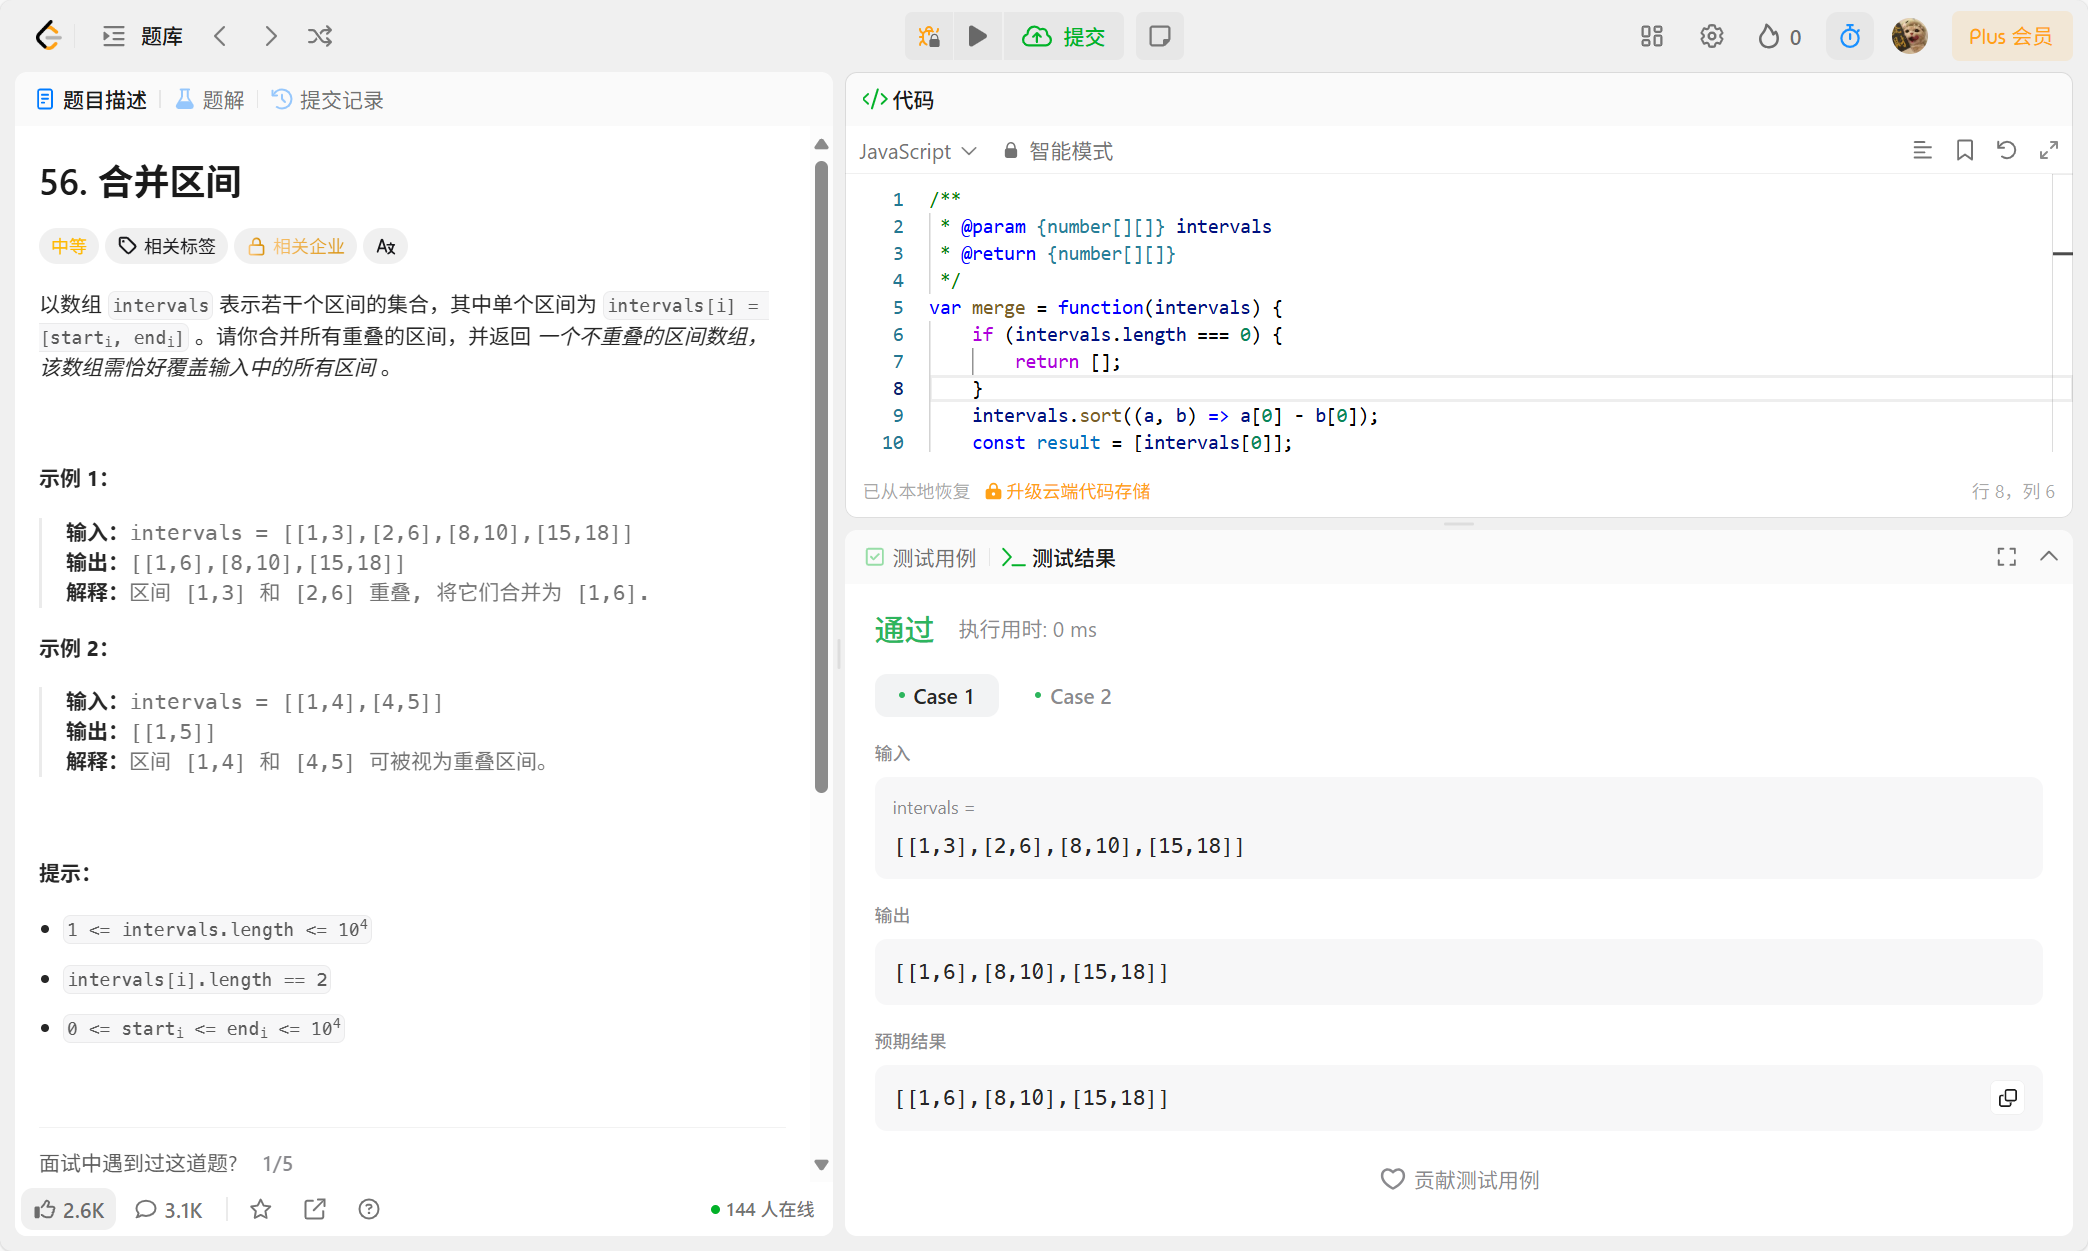 题库
提交
0
Plus 会员
题目描述
题解
提交记录
56. 合并区间
中等
相关标签
相关企业
以数组 intervals 表示若干个区间的集合，其中单个区间为 intervals[i] =
[starti, endi] 。请你合并所有重叠的区间，并返回 一个不重叠的区间数组，
该数组需恰好覆盖输入中的所有区间 。
示例 1：
输入：intervals = [[1,3],[2,6],[8,10],[15,18]]
输出：[[1,6],[8,10],[15,18]]
解释：区间 [1,3] 和 [2,6] 重叠, 将它们合并为 [1,6].
示例 2：
输入：intervals = [[1,4],[4,5]]
输出：[[1,5]]
解释：区间 [1,4] 和 [4,5] 可被视为重叠区间。
提示：
1 <= intervals.length <= 10^4
intervals[i].length == 2
0 <= starti <= endi <= 10^4
面试中遇到过这道题? 1/5
2.6K
3.1K
144 人在线
</> 代码
JavaScript
智能模式
1 /**
2 * @param {number[][]} intervals
3 * @return {number[][]}
4 */
5 var merge = function(intervals) {
6 if (intervals.length === 0) {
7 return [];
8 }
9 intervals.sort((a, b) => a[0] - b[0]);
10 const result = [intervals[0]];
已从本地恢复
升级云端代码存储
行 8，列 6
测试用例
测试结果
通过
执行用时: 0 ms
Case 1
Case 2
输入
intervals =
[[1,3],[2,6],[8,10],[15,18]]
输出
[[1,6],[8,10],[15,18]]
预期结果
[[1,6],[8,10],[15,18]]
贡献测试用例